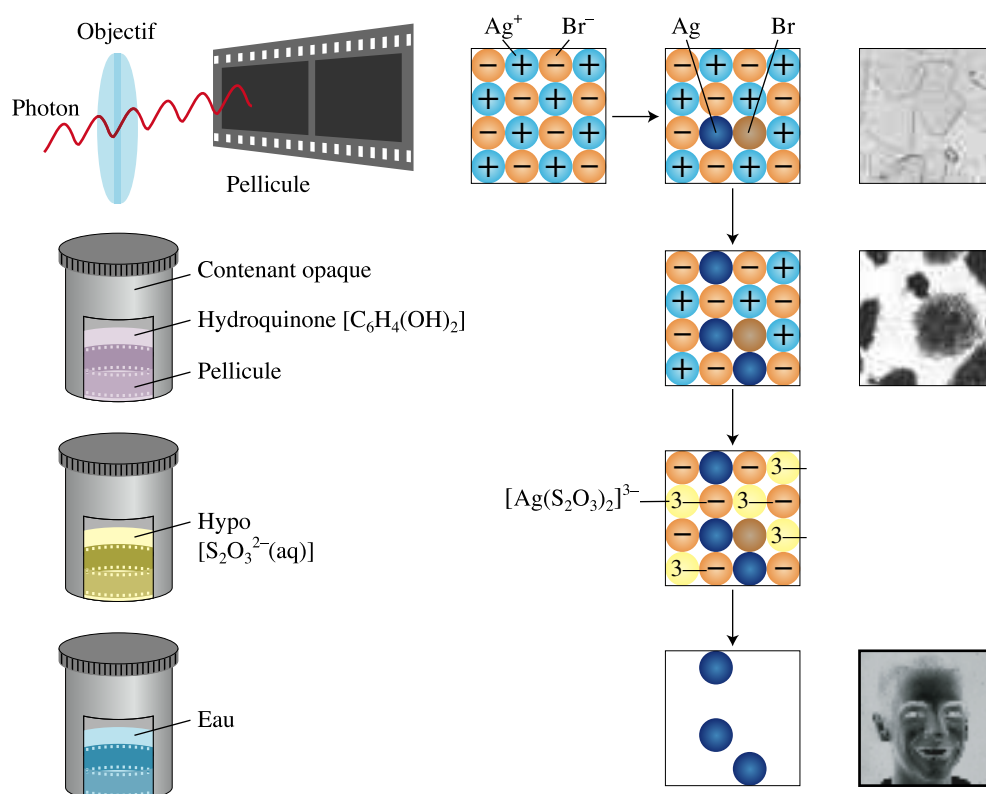 Objectif
Photon
Pellicule
Ag⁺
Br⁻
Ag
Br
− + − +
+ − + −
− + − +
+ − + −
− + − +
+ − + −
− +
+ − + −
Contenant opaque
Hydroquinone [C₆H₄(OH)₂]
Pellicule
− − +
+ − + −
− +
+ − −
Hypo
[S₂O₃²⁻(aq)]
[Ag(S₂O₃)₂]³⁻
− − 3−
3− − 3− −
− 3−
3− − −
Eau